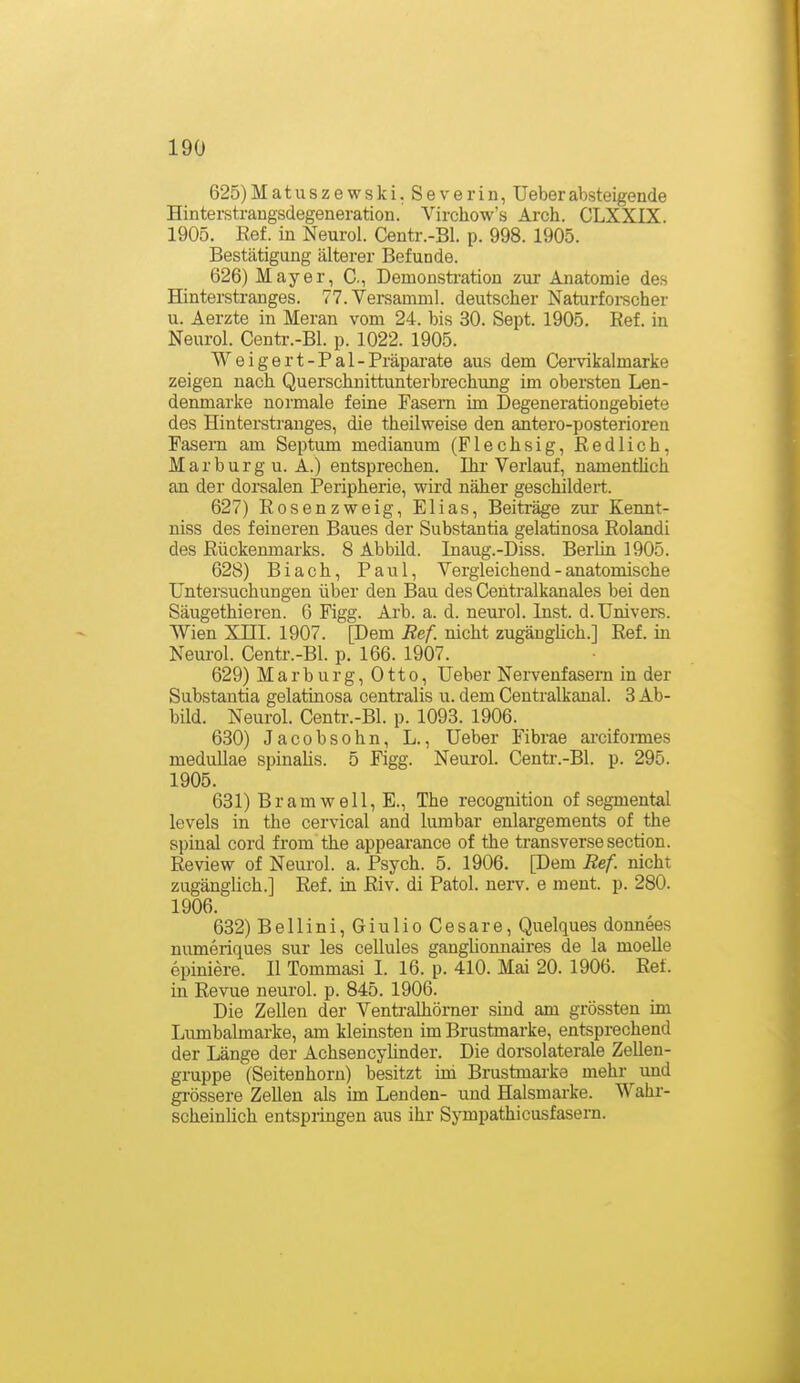 190
625) Matuszewski, Severin, Ueber absteigende
Hinterstrangsdegeneration. Virchow's Arch. CLXXIX.
1905. Ref. in Neurol. Centr.-Bl. p. 998. 1905.
Bestätigung älterer Befunde.
626) Mayer, C., Demonstration zur Anatomie des
Hinterstranges. 77. Versamml. deutscher Naturforscher
u. Aerzte in Meran vom 24. bis 30. Sept. 1905. Ref. in
Neurol. Centr.-Bl. p. 1022. 1905.
Weigert-Pal-Präparate aus dem Cervikalmarke
zeigen nach Querschnittunterbrechung im obersten Len-
denmarke normale feine Fasern im Degenerationgebiete
des Hinterstranges, die theilweise den antero-posterioren
Fasern am Septum medianum (Flechsig, Redlich,
Marburg u. A.) entsprechen. Ihr Verlauf, namentlich
an der dorsalen Peripherie, wird näher geschildert.
627) Rosenzweig, Elias, Beiträge zur Kennt-
niss des feineren Baues der Substantia gelatinosa Rolandi
des Rückenmarks. 8 Abbild. Inaug.-Diss. Berlin 1905.
628) Biach, Paul, Vergleichend-anatomische
Untersuchungen über den Bau des Centralkanales bei den
Säugethieren. 6 Figg. Arb. a. d. neurol. Inst. d. Univers.
Wien XIII. 1907. [Dem Ref. nicht zugänglich.] Ref. in
Neurol. Centr.-Bl. p. 166. 1907.
629) Marburg, Otto, Ueber Nervenfasern in der
Substantia gelatinosa centralis u. dem Centralkanal. 3 Ab-
bild. Neurol. Centr.-Bl. p. 1093. 1906.
630) Jacobsohn, L., Ueber Fibrae arciformes
medullae spinalis. 5 Figg. Neurol. Centr.-Bl. p. 295.
1905.
631) Bramwell, E., The recognition of segmental
levels in the cervical and lumbar enlargements of the
spinal cord from the appearance of the transverse section.
Review of Neurol. a. Psych. 5. 1906. [Dem Ref. nicht
zugänglich.] Ref. in Riv. di Patol. nerv. e ment. p. 280.
1906.
632) Bellini, Giulio Cesare, Quelques données
numériques sur les cellules ganglionnaires de la moelle
épinière. Il Tommasi I. 16. p. 410. Mai 20. 1906. Ref.
in Revue neurol. p. 845. 1906.
Die Zellen der Ventralhörner sind am grössten im
Lumbalmarke, am kleinsten im Brustmarke, entsprechend
der Länge der Achsencylinder. Die dorsolaterale Zellen-
gruppe (Seitenhorn) besitzt im Brustmarke mehr und
grössere Zellen als im Lenden- und Halsmarke. Wahr-
scheinlich entspringen aus ihr Sympathicusfasern.